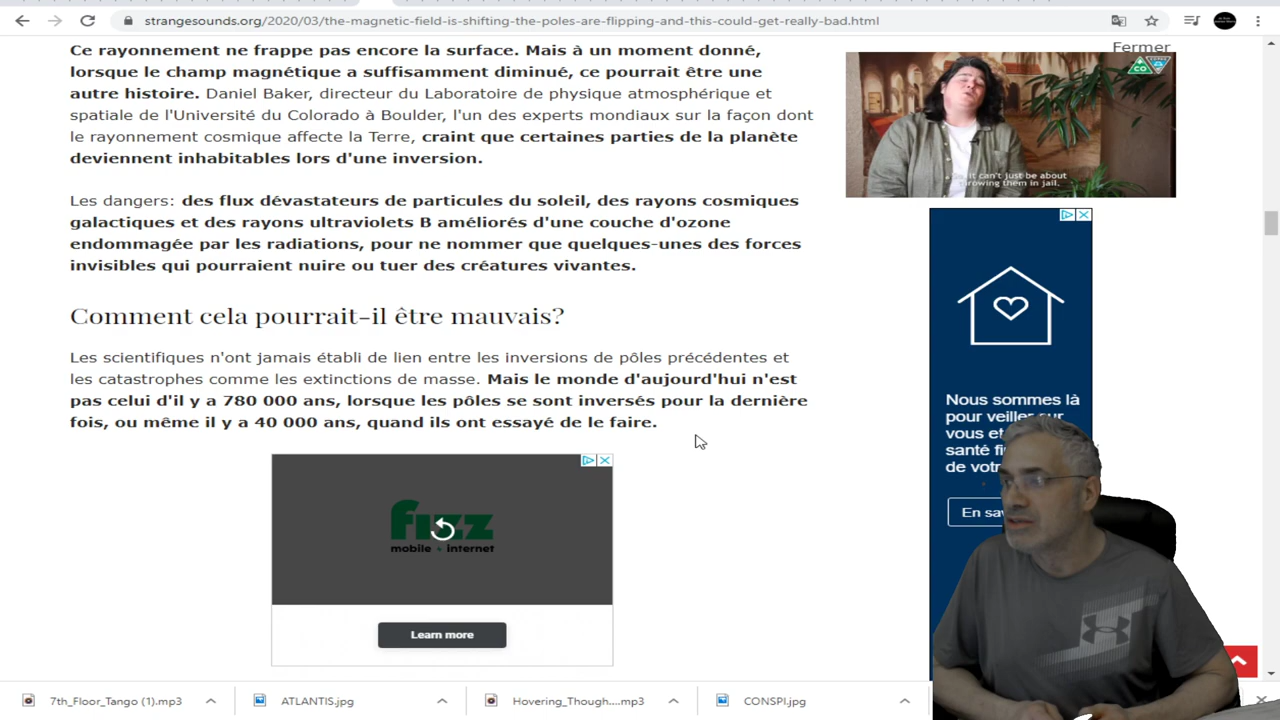 strangesounds.org/2020/03/the-magnetic-field-is-shifting-the-poles-are-flipping-and-this-could-get-really-bad.html
Ce rayonnement ne frappe pas encore la surface. Mais à un moment donné,
lorsque le champ magnétique a suffisamment diminué, ce pourrait être une
autre histoire. Daniel Baker, directeur du Laboratoire de physique atmosphérique et
spatiale de l'Université du Colorado à Boulder, l'un des experts mondiaux sur la façon dont
le rayonnement cosmique affecte la Terre, craint que certaines parties de la planète
deviennent inhabitables lors d'une inversion.
Les dangers: des flux dévastateurs de particules du soleil, des rayons cosmiques
galactiques et des rayons ultraviolets B améliorés d'une couche d'ozone
endommagée par les radiations, pour ne nommer que quelques-unes des forces
invisibles qui pourraient nuire ou tuer des créatures vivantes.
Comment cela pourrait-il être mauvais?
Les scientifiques n'ont jamais établi de lien entre les inversions de pôles précédentes et
les catastrophes comme les extinctions de masse. Mais le monde d'aujourd'hui n'est
pas celui d'il y a 780 000 ans, lorsque les pôles se sont inversés pour la dernière
fois, ou même il y a 40 000 ans, quand ils ont essayé de le faire.
fizz
mobile • internet
Learn more
Fermer
CO
it can't just be about
throwing them in jail.
Nous sommes là
pour veiller sur
vous et
santé
de
En
7th_Floor_Tango (1).mp3
ATLANTIS.jpg
Hovering_Though....mp3
CONSPI.jpg